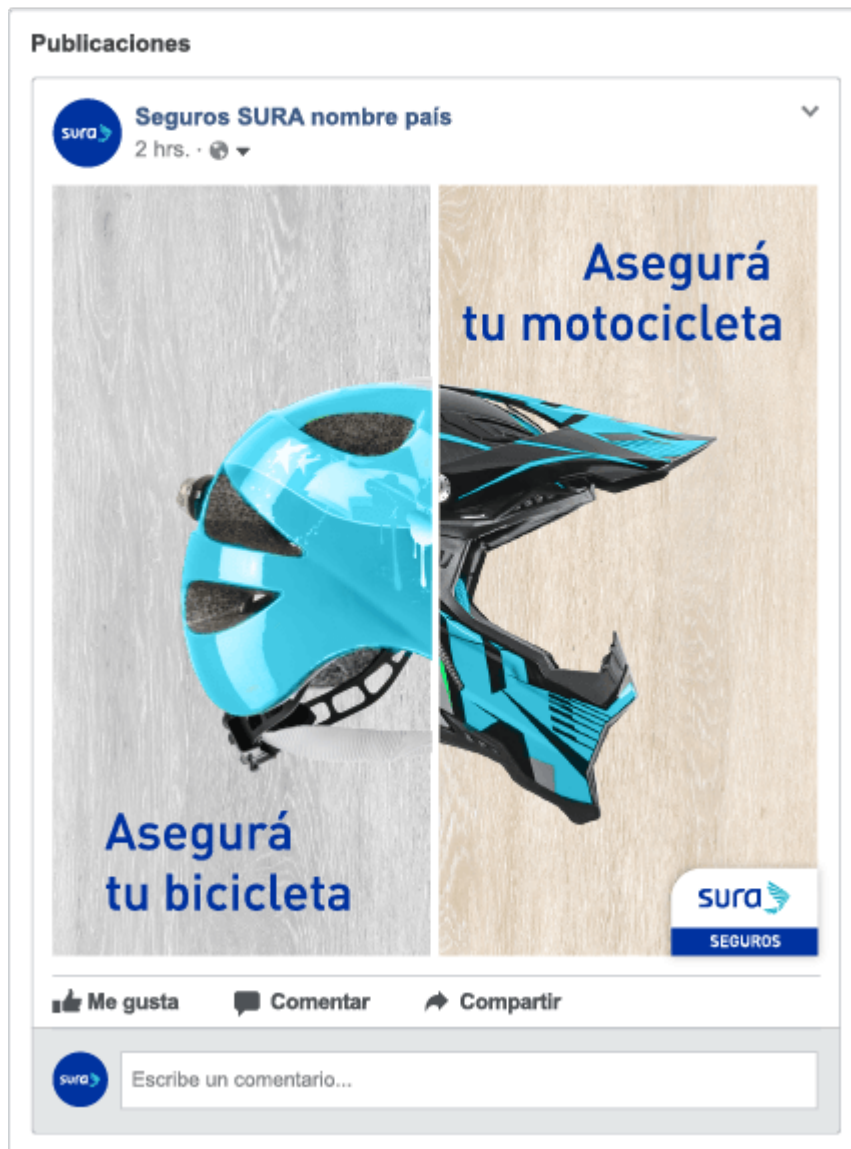 Publicaciones
sura
Seguros SURA nombre país
2 hrs. ·
Asegurá
tu motocicleta
Asegurá
tu bicicleta
sura
SEGUROS
Me gusta Comentar Compartir
sura
Escribe un comentario...